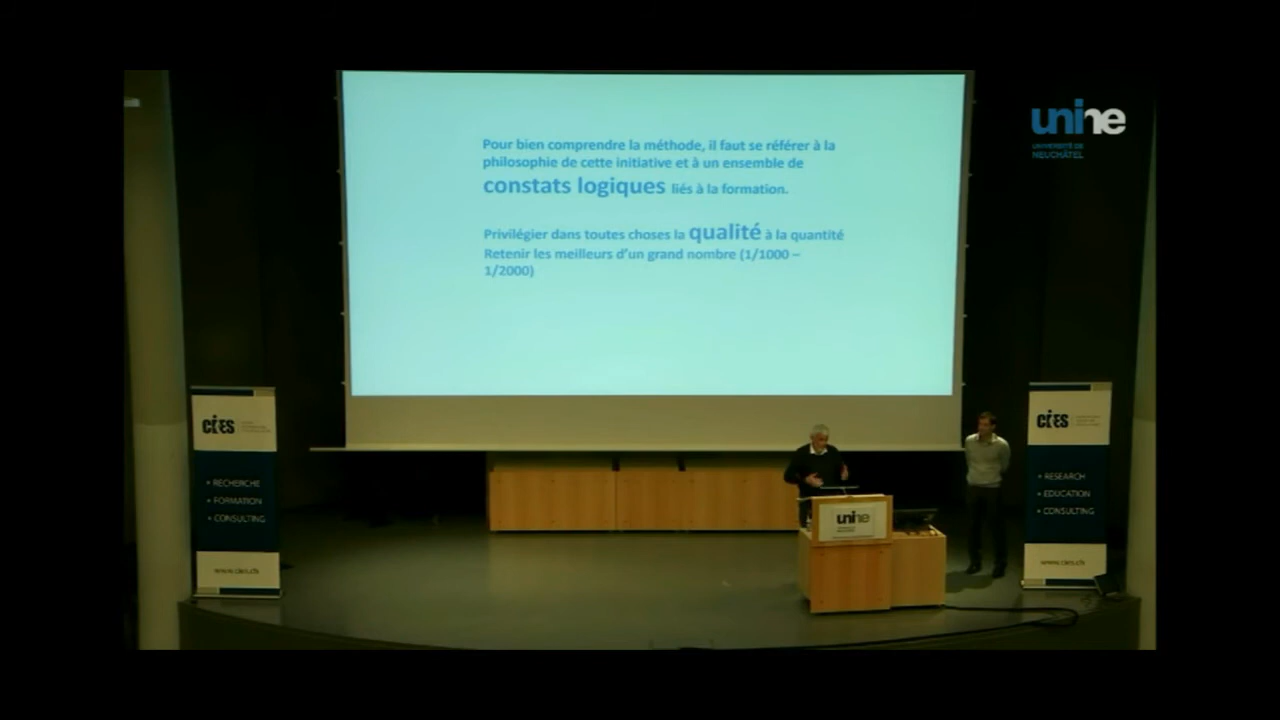 unine
UNIVERSITÉ DE
NEUCHÂTEL
Pour bien comprendre la méthode, il faut se référer à la
philosophie de cette initiative et à un ensemble de
constats logiques liés à la formation.
Privilégier dans toutes choses la qualité à la quantité
Retenir les meilleurs d'un grand nombre (1/1000 –
1/2000)
CIES
• RECHERCHE
• FORMATION
• CONSULTING
www.cies.ch
unine
CIES
• RESEARCH
• EDUCATION
• CONSULTING
www.cies.ch